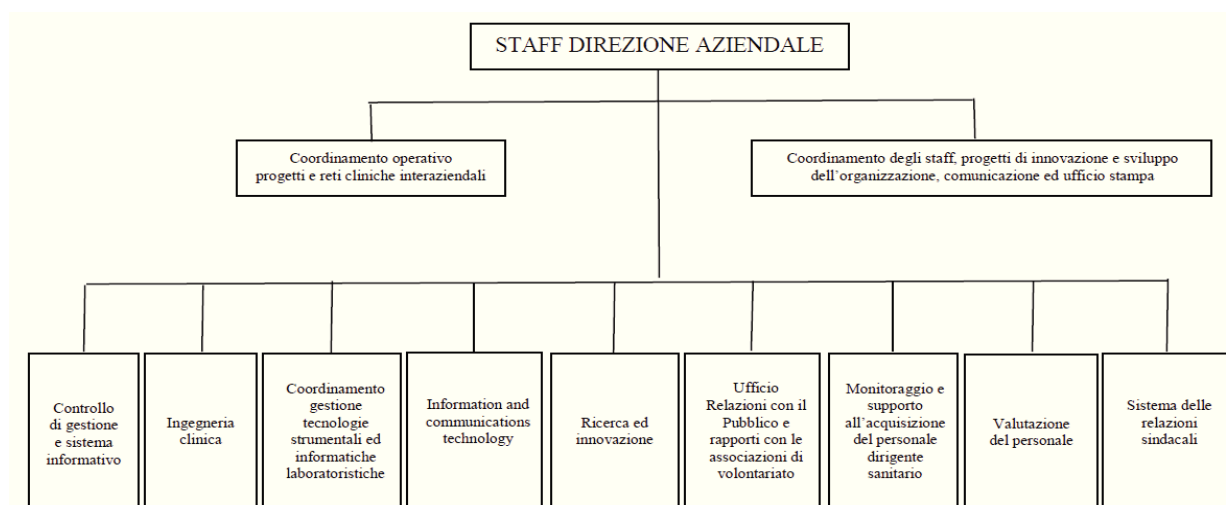 STAFF DIREZIONE AZIENDALE
Coordinamento operativo
progetti e reti cliniche interaziendali
Coordinamento degli staff, progetti di innovazione e sviluppo
dell’organizzazione, comunicazione ed ufficio stampa
Controllo
di gestione
e sistema
informativo
Ingegneria
clinica
Coordinamento
gestione
tecnologie
strumentali ed
informatiche
laboratoristiche
Information and
communications
technology
Ricerca ed
innovazione
Ufficio
Relazioni con il
Pubblico e
rapporti con le
associazioni di
volontariato
Monitoraggio e
supporto
all’acquisizione
del personale
dirigente
sanitario
Valutazione
del personale
Sistema delle
relazioni
sindacali